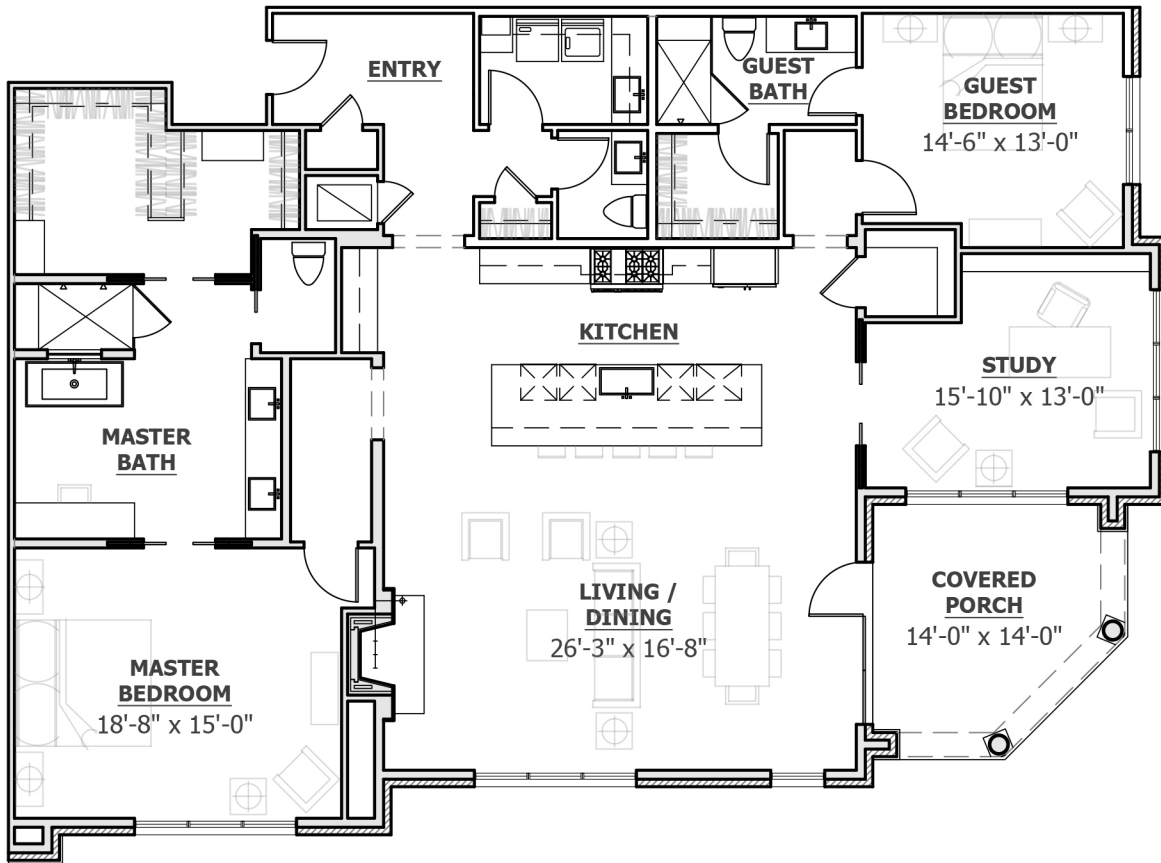 ENTRY
GUEST
BATH
GUEST
BEDROOM
14'-6" x 13'-0"
KITCHEN
STUDY
15'-10" x 13'-0"
MASTER
BATH
LIVING /
DINING
26'-3" x 16'-8"
COVERED
PORCH
14'-0" x 14'-0"
MASTER
BEDROOM
18'-8" x 15'-0"